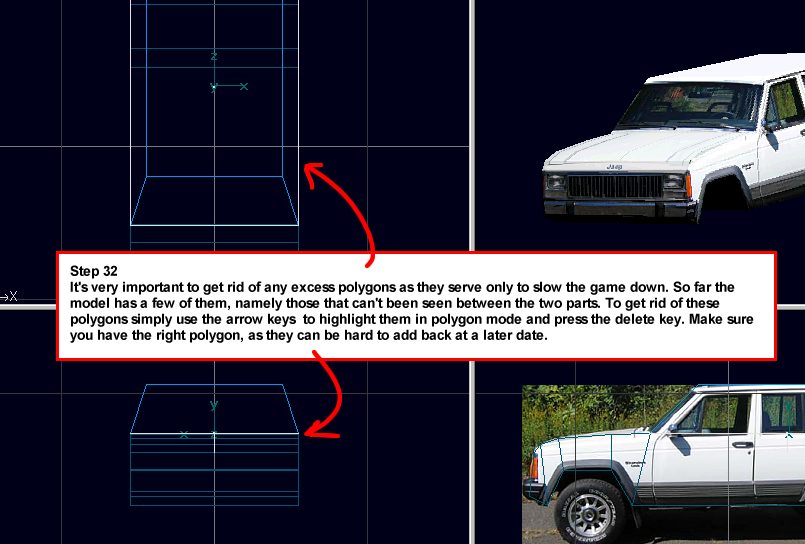 z
y x
Jeep
Step 32
It's very important to get rid of any excess polygons as they serve only to slow the game down. So far the
model has a few of them, namely those that can't been seen between the two parts. To get rid of these
polygons simply use the arrow keys to highlight them in polygon mode and press the delete key. Make sure
you have the right polygon, as they can be hard to add back at a later date.
X
y
x z
x